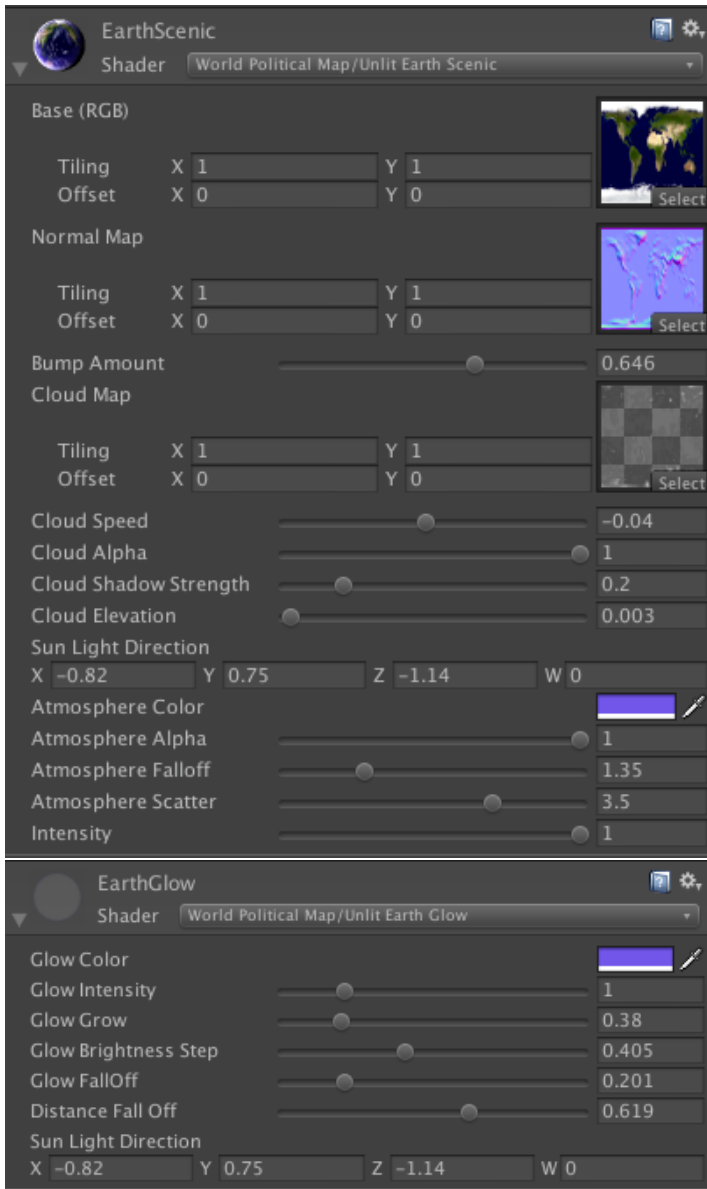 EarthScenic
Shader World Political Map/Unlit Earth Scenic
Base (RGB)
Tiling X 1 Y 1
Offset X 0 Y 0
Select
Normal Map
Tiling X 1 Y 1
Offset X 0 Y 0
Select
Bump Amount 0.646
Cloud Map
Tiling X 1 Y 1
Offset X 0 Y 0
Select
Cloud Speed -0.04
Cloud Alpha 1
Cloud Shadow Strength 0.2
Cloud Elevation 0.003
Sun Light Direction
X -0.82 Y 0.75 Z -1.14 W 0
Atmosphere Color
Atmosphere Alpha 1
Atmosphere Falloff 1.35
Atmosphere Scatter 3.5
Intensity 1
EarthGlow
Shader World Political Map/Unlit Earth Glow
Glow Color
Glow Intensity 1
Glow Grow 0.38
Glow Brightness Step 0.405
Glow FallOff 0.201
Distance Fall Off 0.619
Sun Light Direction
X -0.82 Y 0.75 Z -1.14 W 0